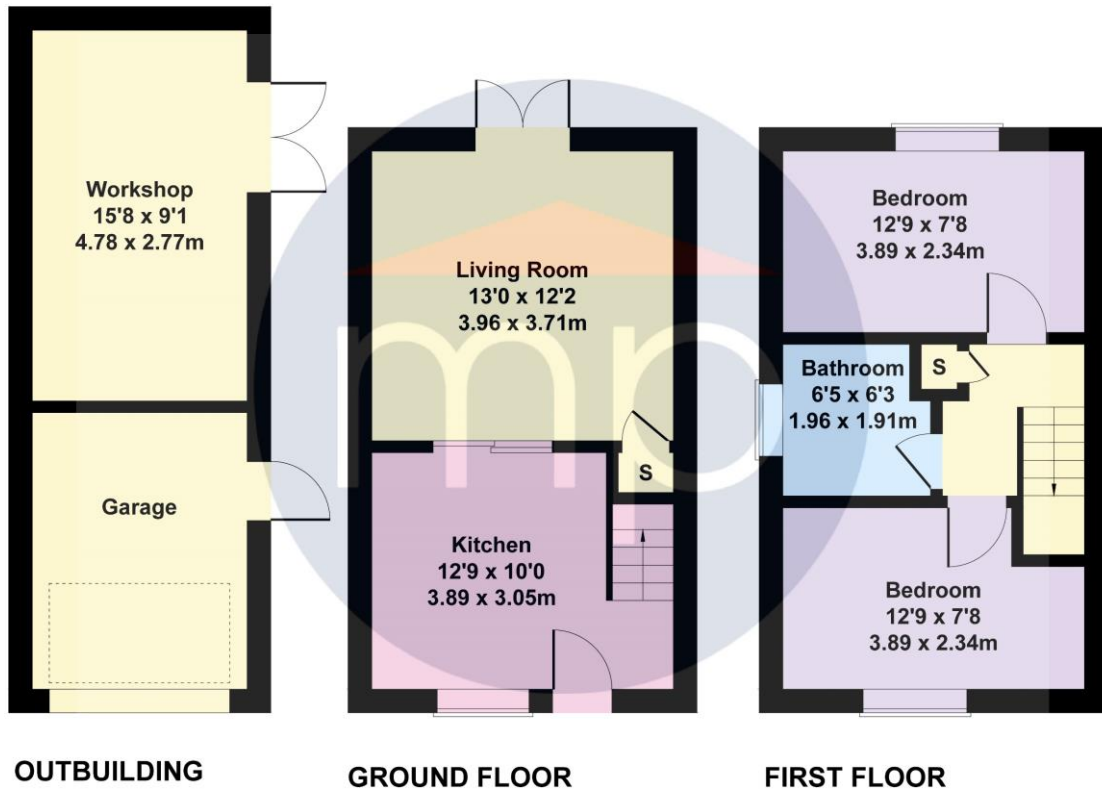 Workshop
15'8 x 9'1
4.78 x 2.77m
Garage
OUTBUILDING
Living Room
13'0 x 12'2
3.96 x 3.71m
S
Kitchen
12'9 x 10'0
3.89 x 3.05m
GROUND FLOOR
Bedroom
12'9 x 7'8
3.89 x 2.34m
Bathroom
6'5 x 6'3
1.96 x 1.91m
S
Bedroom
12'9 x 7'8
3.89 x 2.34m
FIRST FLOOR
mp